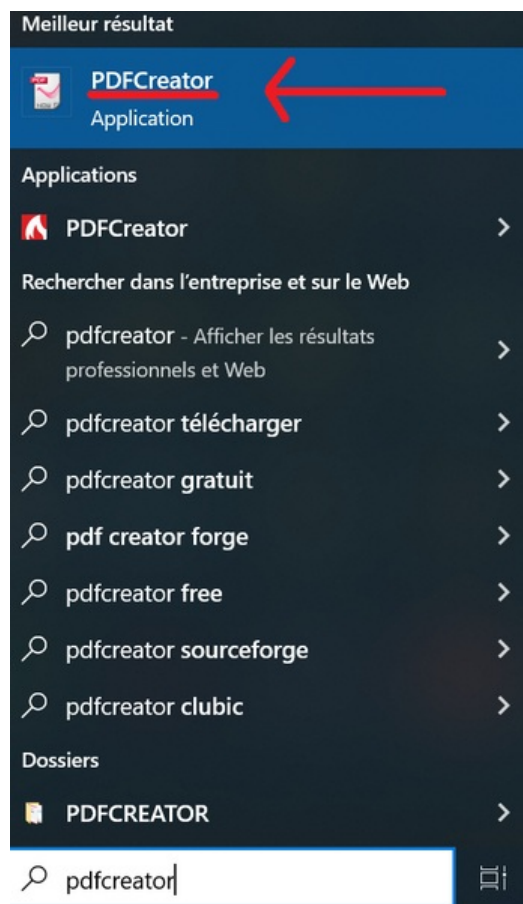 Meilleur résultat
PDFCreator
Application
Applications
PDFCreator
Rechercher dans l'entreprise et sur le Web
pdfcreator - Afficher les résultats
professionnels et Web
pdfcreator télécharger
pdfcreator gratuit
pdf creator forge
pdfcreator free
pdfcreator sourceforge
pdfcreator clubic
Dossiers
PDFCREATOR
pdfcreator